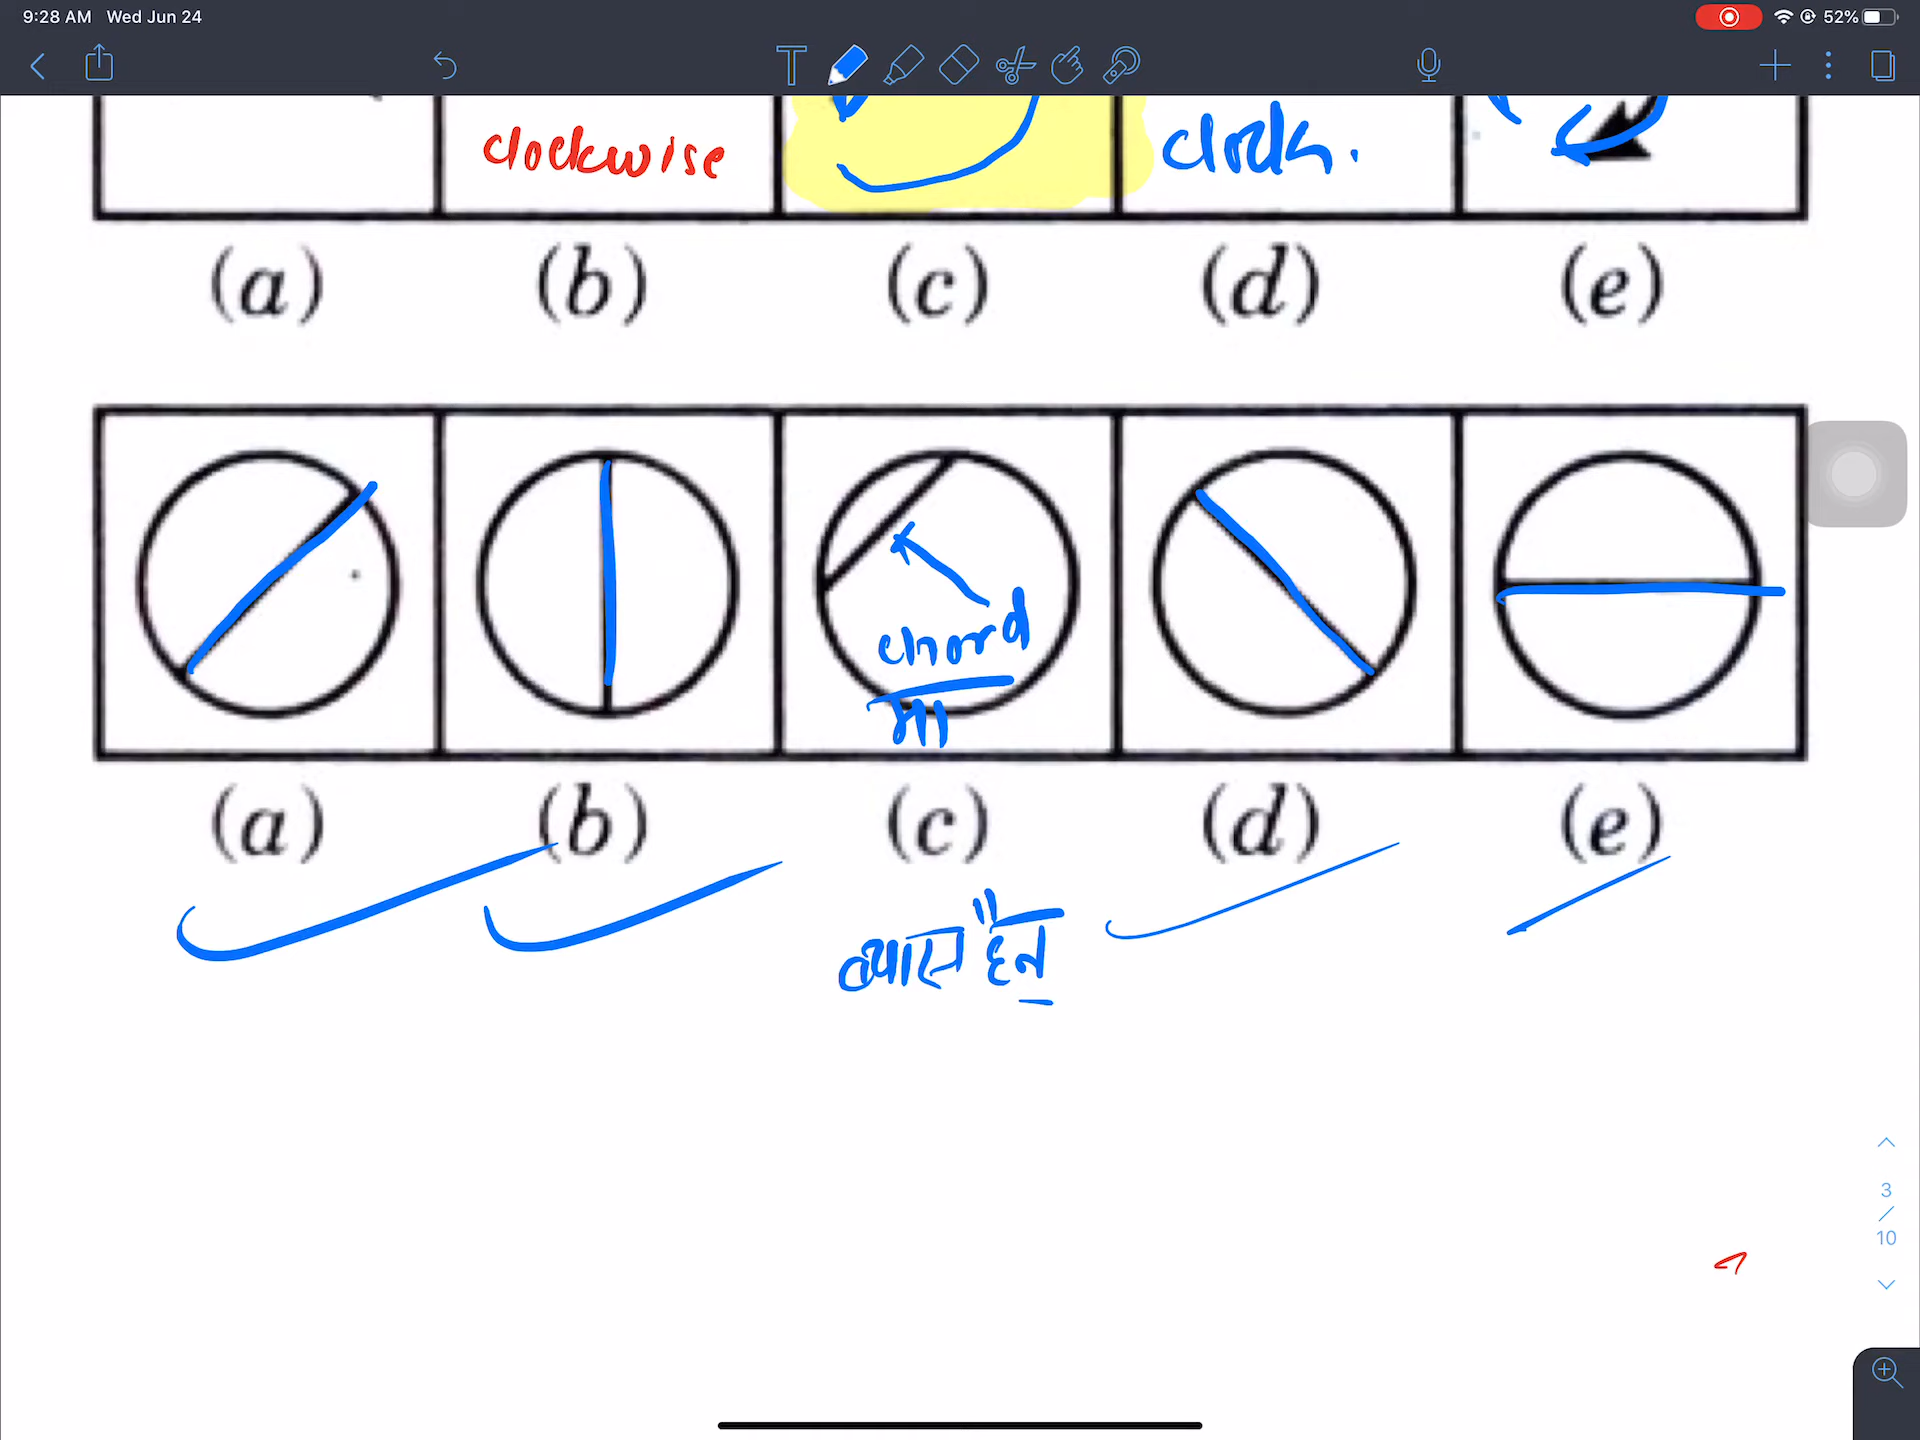 9:28 AM Wed Jun 24
52%
clockwise
clock.
(a) (b) (c) (d) (e)
chord
(a) (b) (c) (d) (e)
व्यास
3
/
10